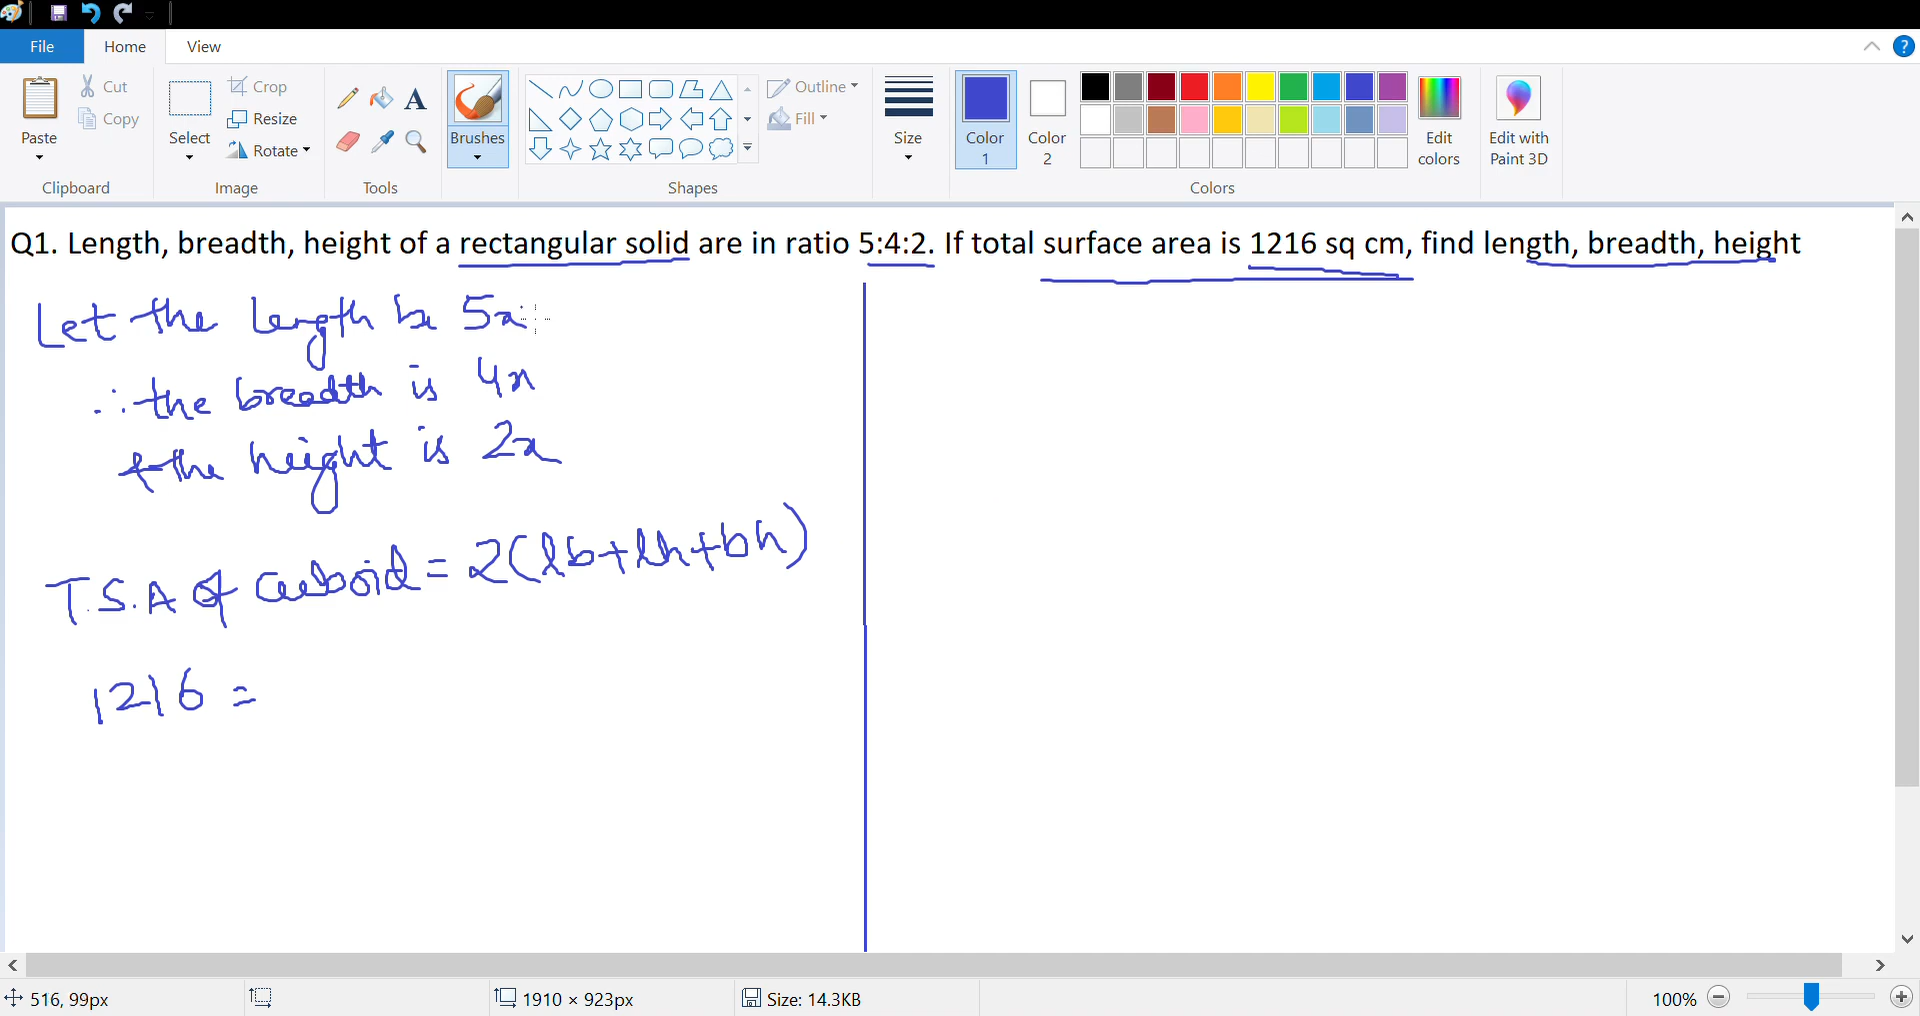 File Home View
Paste Cut Copy Clipboard
Select Crop Resize Rotate Image
Tools
Brushes
Shapes
Outline Fill
Size
Color 1 Color 2
Colors
Edit colors
Edit with Paint 3D
Q1. Length, breadth, height of a rectangular solid are in ratio 5:4:2. If total surface area is 1216 sq cm, find length, breadth, height
Let the length be 5x
∴ the breadth is 4x
& the height is 2x
T.S.A of cuboid = 2(lb+lh+bh)
1216 =
516, 99px
1910 × 923px
Size: 14.3KB
100%